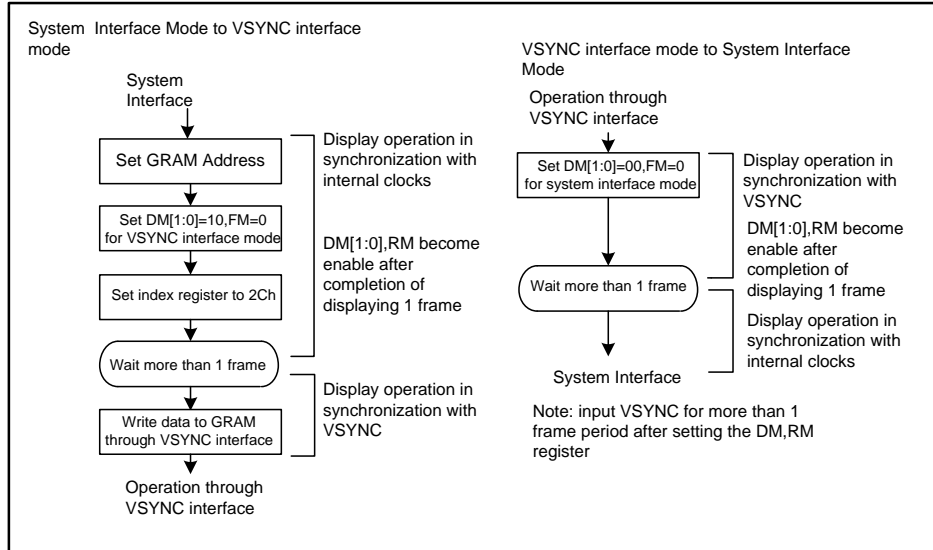 System Interface Mode to VSYNC interface
mode
System
Interface
Set GRAM Address
Set DM[1:0]=10,FM=0
for VSYNC interface mode
Set index register to 2Ch
Wait more than 1 frame
Write data to GRAM
through VSYNC interface
Operation through
VSYNC interface
Display operation in
synchronization with
internal clocks
DM[1:0],RM become
enable after
completion of
displaying 1 frame
Display operation in
synchronization with
VSYNC
VSYNC interface mode to System Interface
Mode
Operation through
VSYNC interface
Set DM[1:0]=00,FM=0
for system interface mode
Wait more than 1 frame
System Interface
Display operation in
synchronization with
VSYNC
DM[1:0],RM become
enable after
completion of
displaying 1 frame
Display operation in
synchronization with
internal clocks
Note: input VSYNC for more than 1
frame period after setting the DM,RM
register